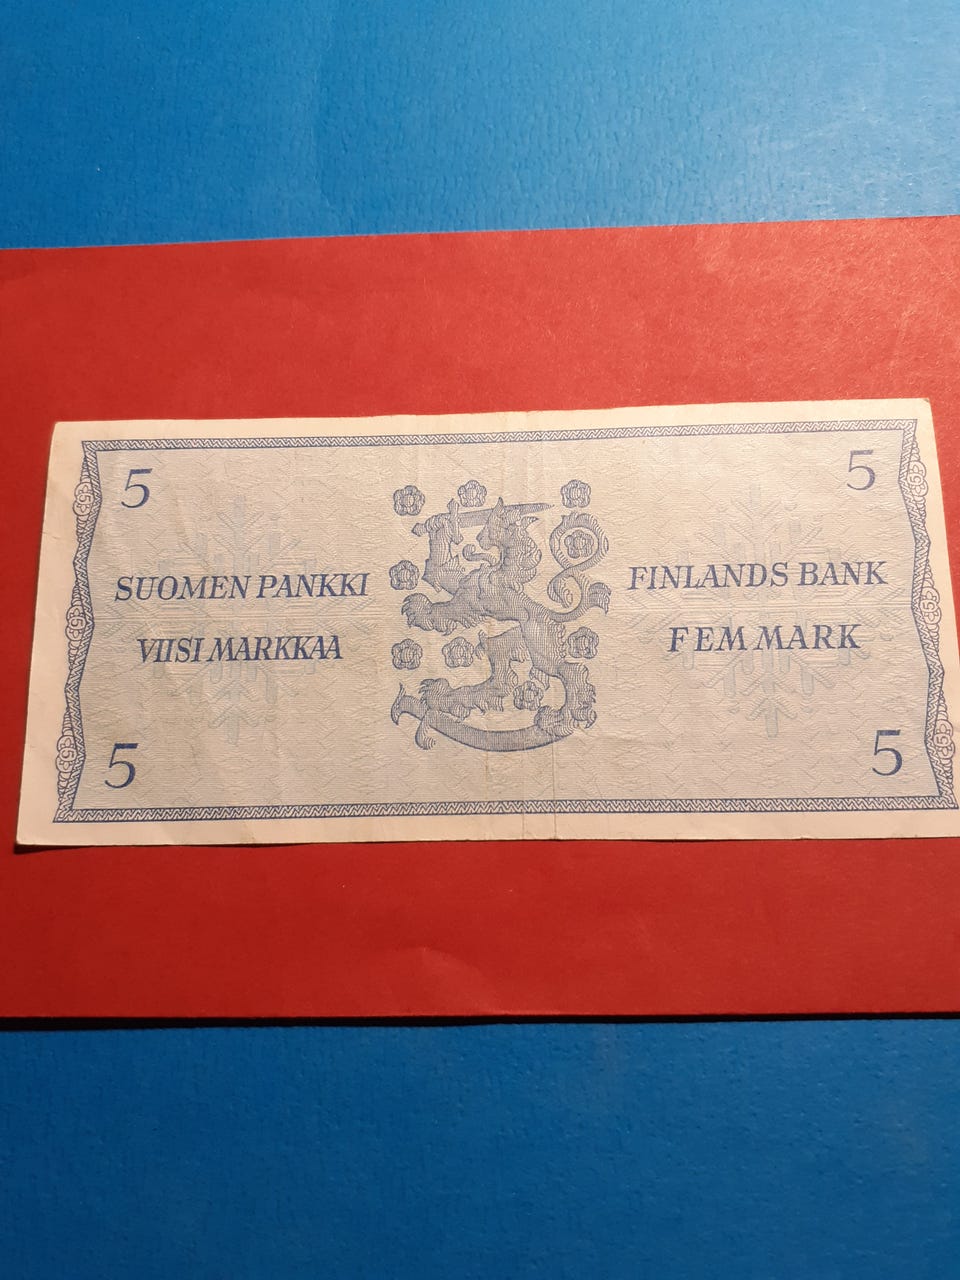 5 5
SUOMEN PANKKI FINLANDS BANK
VIISI MARKKAA FEM MARK
5 5